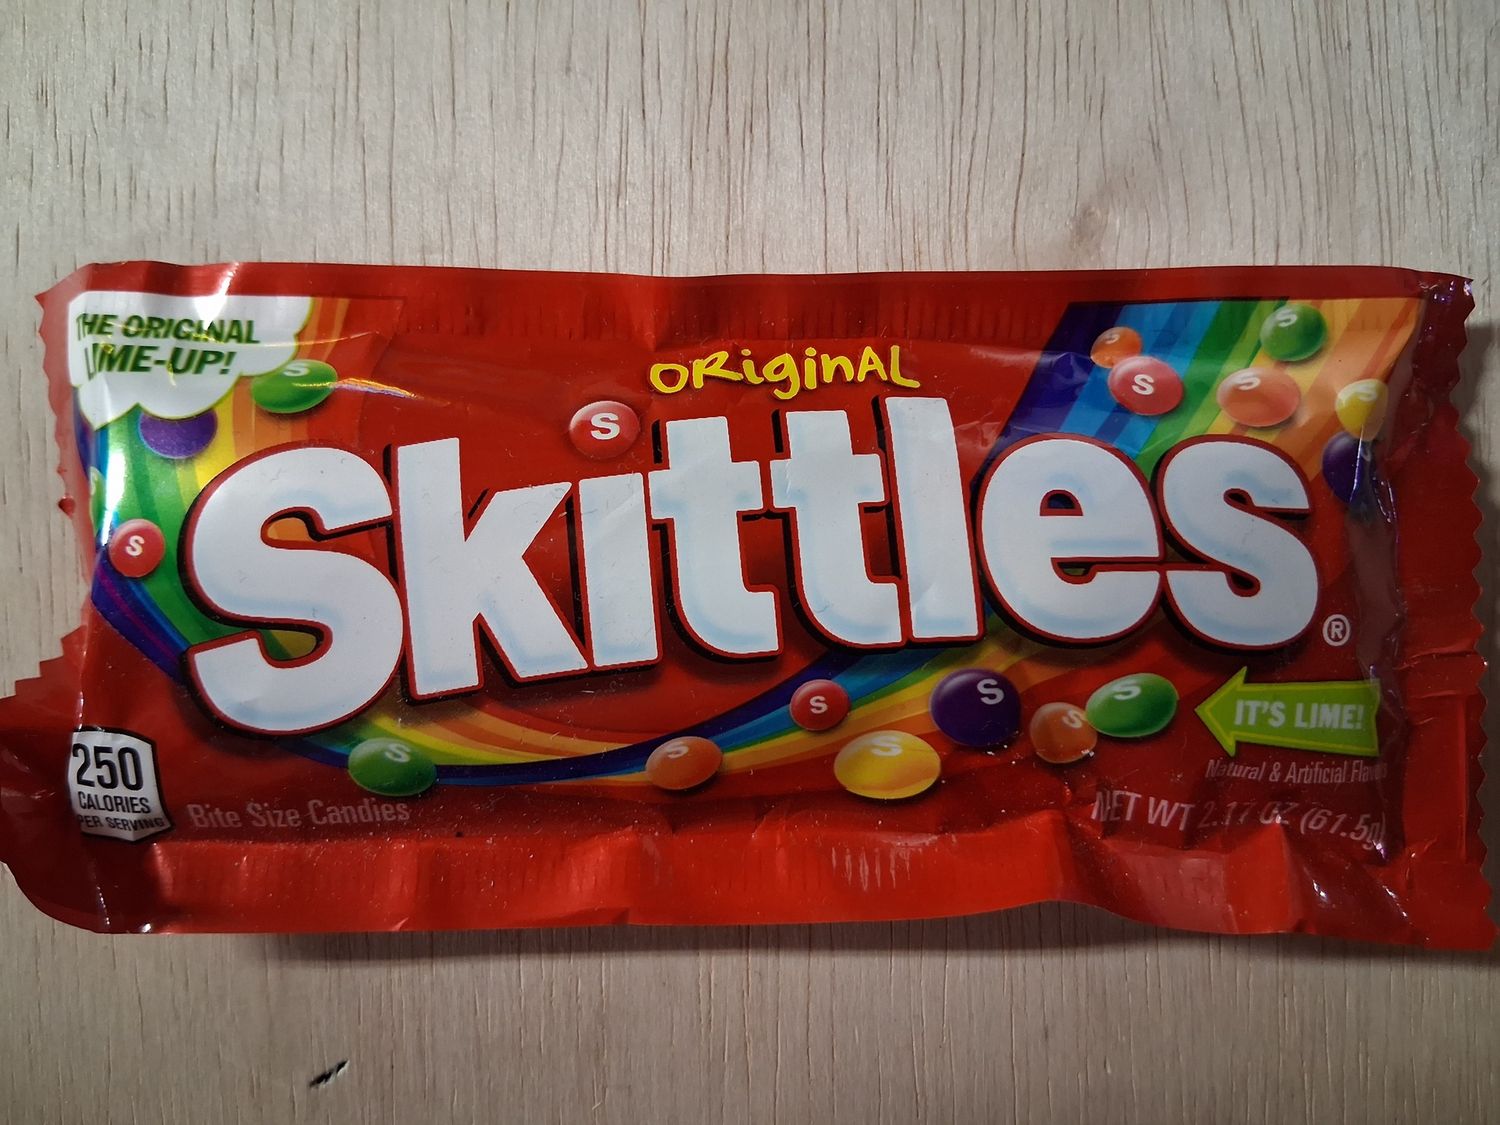 THE ORIGINAL
LIME-UP!
ORiginAL
Skittles®
S
S
S
S
S
S
S
S
S
S
S
S
S
S
IT'S LIME!
Natural & Artificial Flavors
250
CALORIES
PER SERVING
Bite Size Candies
NET WT 2.17 OZ (61.5g)